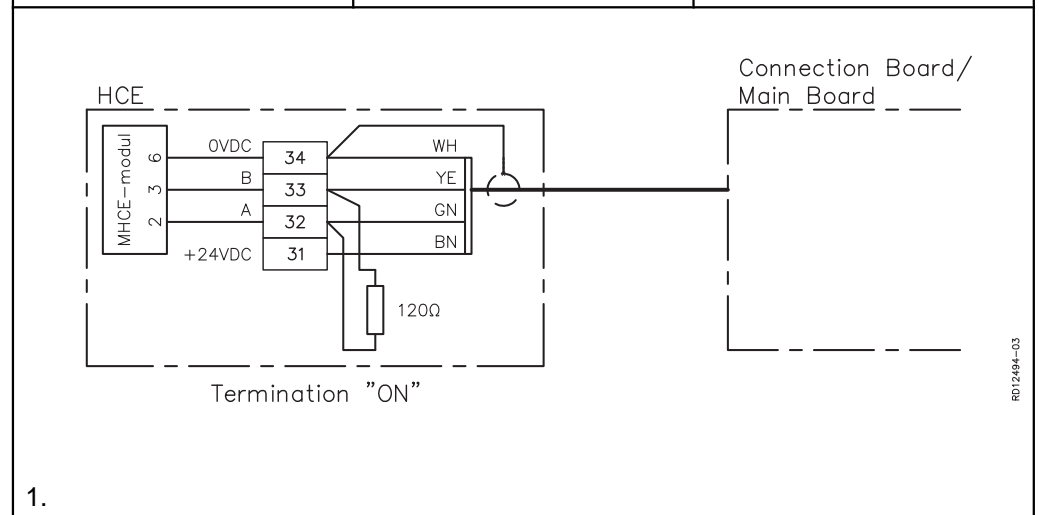 Connection Board/
Main Board
HCE
MHCE-modul
6
3
2
0VDC
B
A
+24VDC
34
33
32
31
WH
YE
GN
BN
120Ω
Termination "ON"
RD12494-03
1.